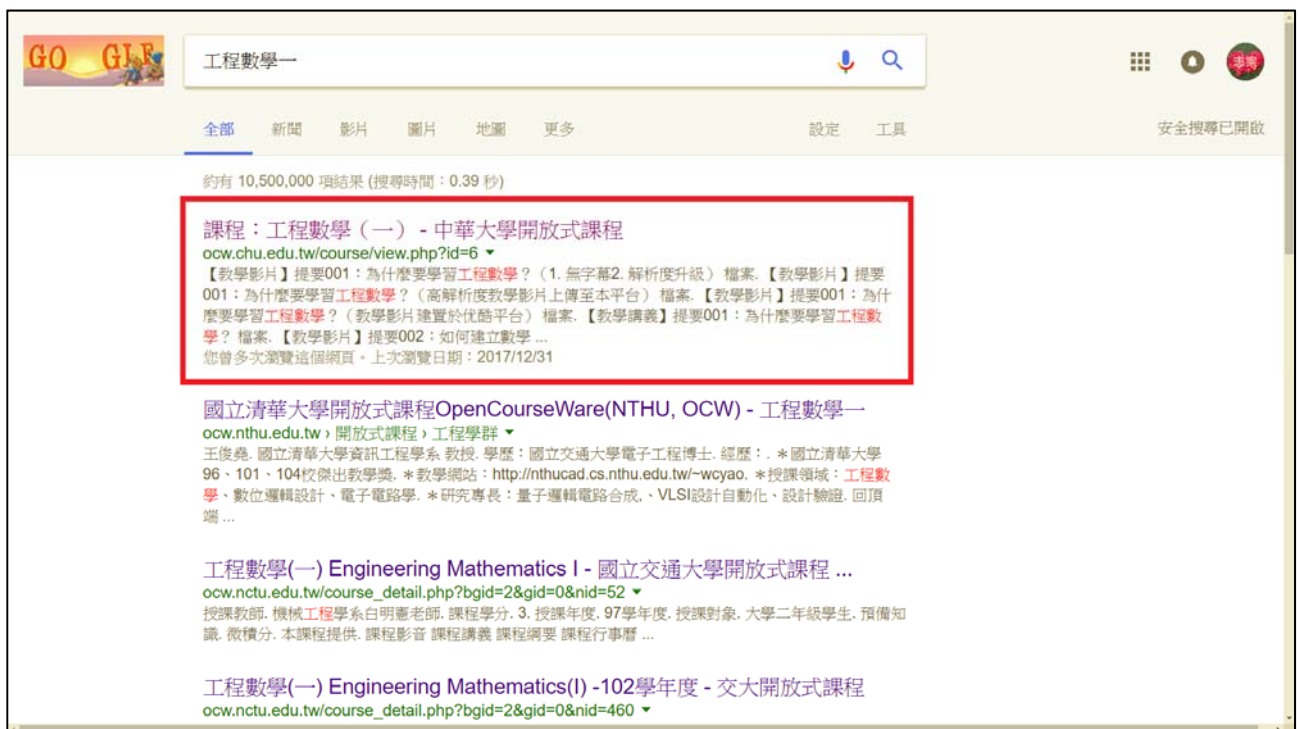 GO GLE
工程數學一
全部 新聞 影片 圖片 地圖 更多 設定 工具 安全搜尋已開啟
約有 10,500,000 項結果 (搜尋時間：0.39 秒)
課程：工程數學（一） - 中華大學開放式課程
ocw.chu.edu.tw/course/view.php?id=6
【教學影片】提要001：為什麼要學習工程數學？（1. 無字幕2. 解析度升級） 檔案. 【教學影片】提要
001：為什麼要學習工程數學？（高解析度教學影片上傳至本平台） 檔案. 【教學影片】提要001：為什
麼要學習工程數學？（教學影片建置於优酷平台） 檔案. 【教學講義】提要001：為什麼要學習工程數
學？ 檔案. 【教學影片】提要002：如何建立數學 ...
您曾多次瀏覽這個網頁。上次瀏覽日期：2017/12/31
國立清華大學開放式課程OpenCourseWare(NTHU, OCW) - 工程數學一
ocw.nthu.edu.tw › 開放式課程 › 工程學群
王俊堯. 國立清華大學資訊工程學系 教授. 學歷：國立交通大學電子工程博士. 經歷：. ＊國立清華大學
96、101、104校傑出教學獎. ＊教學網站：http://nthucad.cs.nthu.edu.tw/~wcyao. ＊授課領域：工程數
學、數位邏輯設計、電子電路學. ＊研究專長：量子邏輯電路合成,、VLSI設計自動化、設計驗證. 回頂
端 ...
工程數學(一) Engineering Mathematics I - 國立交通大學開放式課程 ...
ocw.nctu.edu.tw/course_detail.php?bgid=2&gid=0&nid=52
授課教師. 機械工程學系白明憲老師. 課程學分. 3. 授課年度. 97學年度. 授課對象. 大學二年級學生. 預備知
識. 微積分. 本課程提供. 課程影音 課程講義 課程綱要 課程行事曆 ...
工程數學(一) Engineering Mathematics(I) -102學年度 - 交大開放式課程
ocw.nctu.edu.tw/course_detail.php?bgid=2&gid=0&nid=460